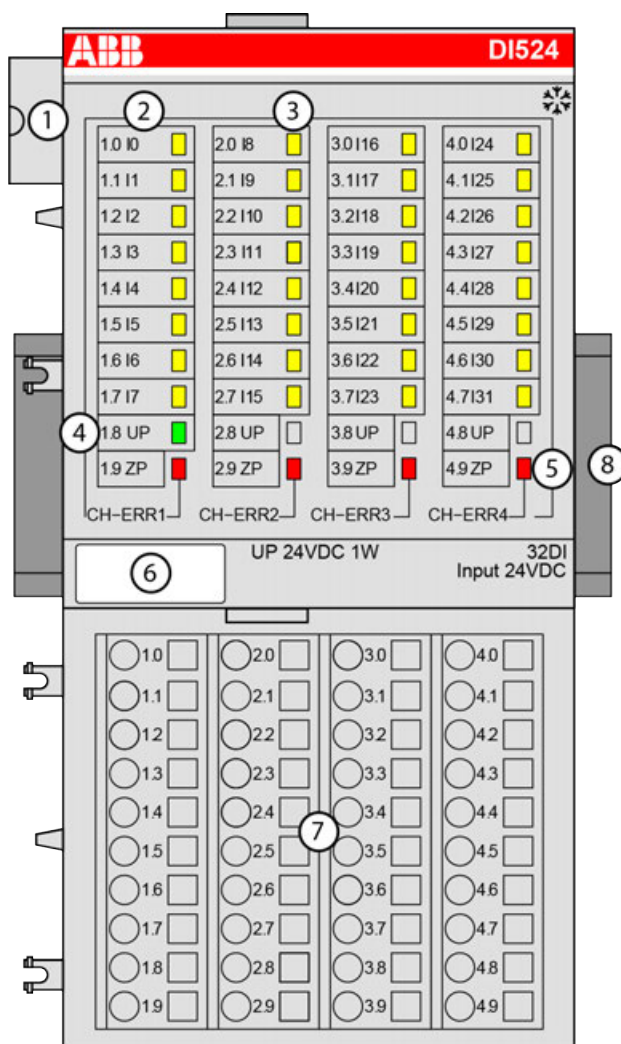 ABB DI524
1 2 3
1.0 I0 2.0 I8 3.0 I16 4.0 I24
1.1 I1 2.1 I9 3.1 I17 4.1 I25
1.2 I2 2.2 I10 3.2 I18 4.2 I26
1.3 I3 2.3 I11 3.3 I19 4.3 I27
1.4 I4 2.4 I12 3.4 I20 4.4 I28
1.5 I5 2.5 I13 3.5 I21 4.5 I29
1.6 I6 2.6 I14 3.6 I22 4.6 I30
1.7 I7 2.7 I15 3.7 I23 4.7 I31
4 1.8 UP 2.8 UP 3.8 UP 4.8 UP
1.9 ZP 2.9 ZP 3.9 ZP 4.9 ZP 5 8
CH-ERR1 CH-ERR2 CH-ERR3 CH-ERR4
6 UP 24VDC 1W 32DI
Input 24VDC
1.0 2.0 3.0 4.0
1.1 2.1 3.1 4.1
1.2 2.2 3.2 4.2
1.3 2.3 3.3 4.3
1.4 2.4 3.4 4.4
7
1.5 2.5 3.5 4.5
1.6 2.6 3.6 4.6
1.7 2.7 3.7 4.7
1.8 2.8 3.8 4.8
1.9 2.9 3.9 4.9